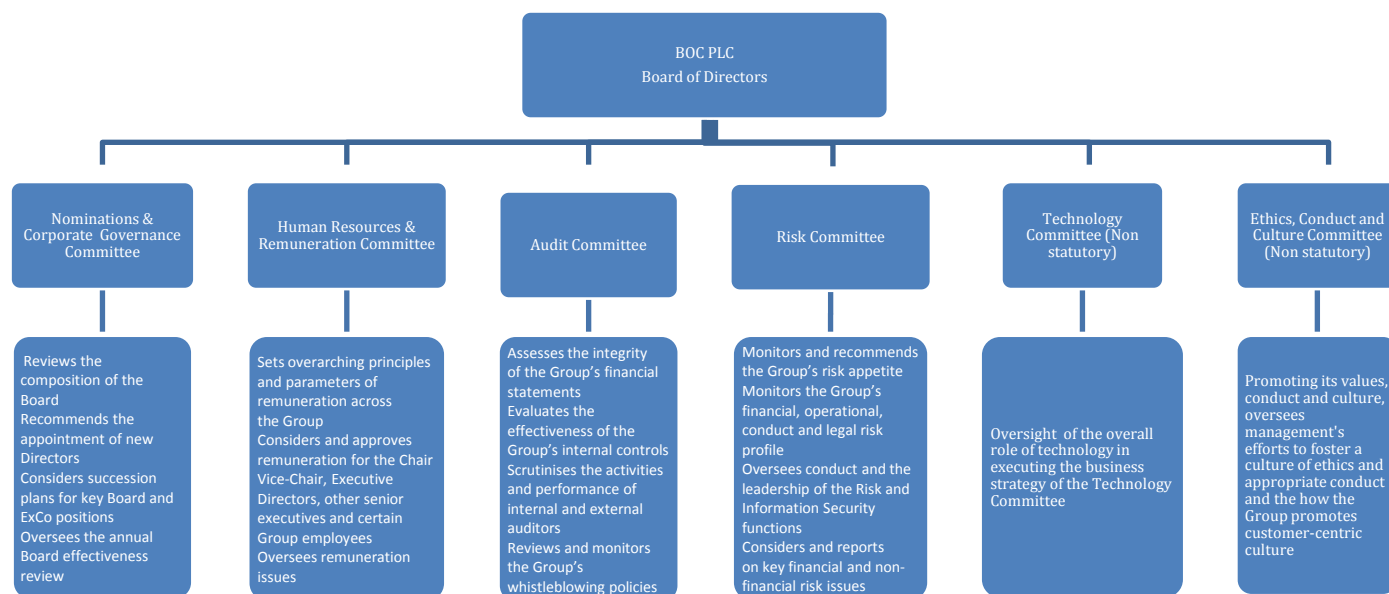 BOC PLC
Board of Directors
Nominations &
Corporate Governance
Committee
Human Resources &
Remuneration Committee
Audit Committee
Risk Committee
Technology
Committee (Non
statutory)
Ethics, Conduct and
Culture Committee
(Non statutory)
Reviews the
composition of the
Board
Recommends the
appointment of new
Directors
Considers succession
plans for key Board and
ExCo positions
Oversees the annual
Board effectiveness
review
Sets overarching principles
and parameters of
remuneration across
the Group
Considers and approves
remuneration for the Chair
Vice-Chair, Executive
Directors, other senior
executives and certain
Group employees
Oversees remuneration
issues
Assesses the integrity
of the Group's financial
statements
Evaluates the
effectiveness of the
Group's internal controls
Scrutinises the activities
and performance of
internal and external
auditors
Reviews and monitors
the Group's
whistleblowing policies
Monitors and recommends
the Group's risk appetite
Monitors the Group's
financial, operational,
conduct and legal risk
profile
Oversees conduct and the
leadership of the Risk and
Information Security
functions
Considers and reports
on key financial and non-
financial risk issues
Oversight of the overall
role of technology in
executing the business
strategy of the Technology
Committee
Promoting its values,
conduct and culture,
oversees
management's
efforts to foster a
culture of ethics and
appropriate conduct
and the how the
Group promotes
customer-centric
culture